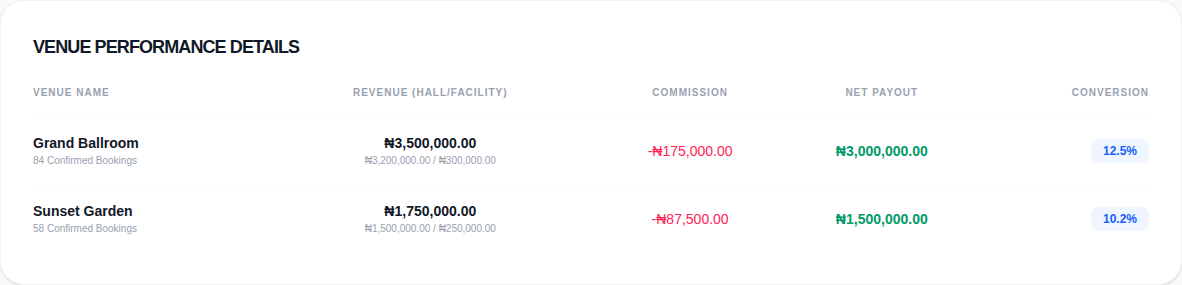 VENUE PERFORMANCE DETAILS
VENUE NAME REVENUE (HALL/FACILITY) COMMISSION NET PAYOUT CONVERSION
Grand Ballroom ₦3,500,000.00 -₦175,000.00 ₦3,000,000.00 12.5%
84 Confirmed Bookings ₦3,200,000.00 / ₦300,000.00
Sunset Garden ₦1,750,000.00 -₦87,500.00 ₦1,500,000.00 10.2%
58 Confirmed Bookings ₦1,500,000.00 / ₦250,000.00